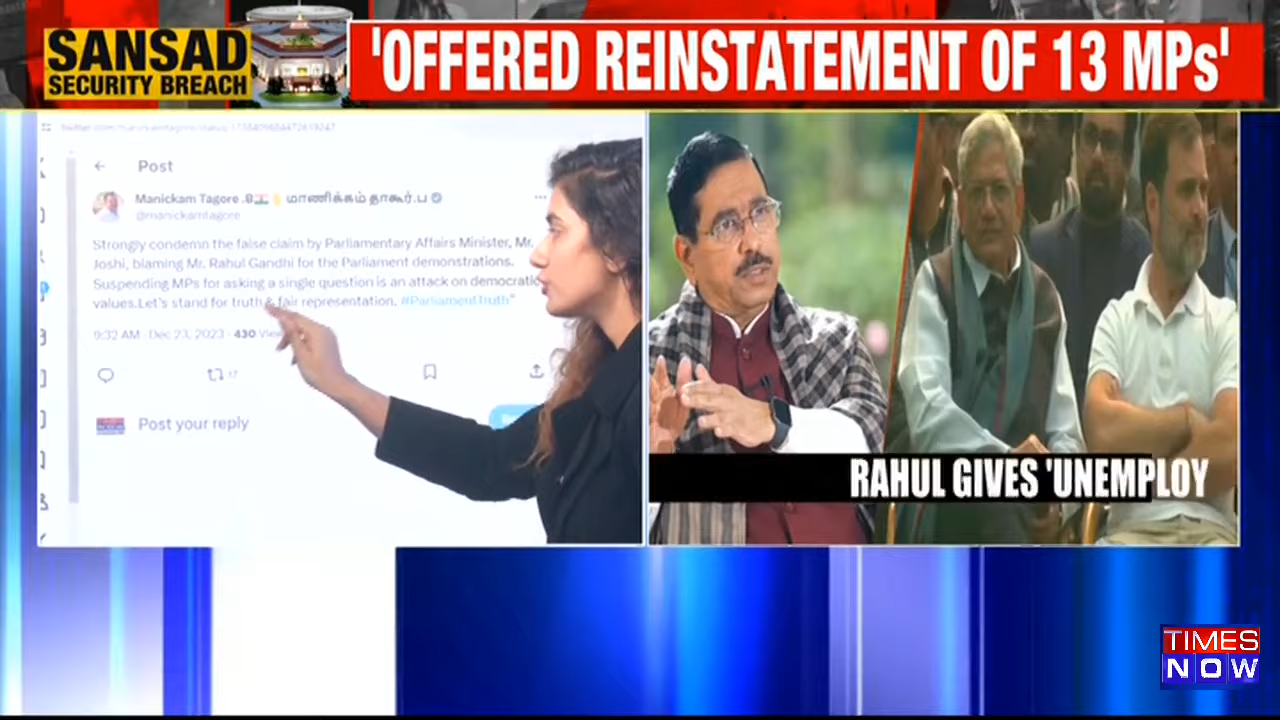 SANSAD
SECURITY BREACH
'OFFERED REINSTATEMENT OF 13 MPs'
Post
Manickam Tagore .B மாணிக்கம் தாகூர்.ப
@manickamtagore
Strongly condemn the false claim by Parliamentary Affairs Minister, Mr.
Joshi, blaming Mr. Rahul Gandhi for the Parliament demonstrations.
Suspending MPs for asking a single question is an attack on democratic
values.Let's stand for truth & fair representation. #ParliamentTruth"
9:32 AM · Dec 23, 2023 · 430
17
Post your reply
RAHUL GIVES 'UNEMPLOY
TIMES
NOW